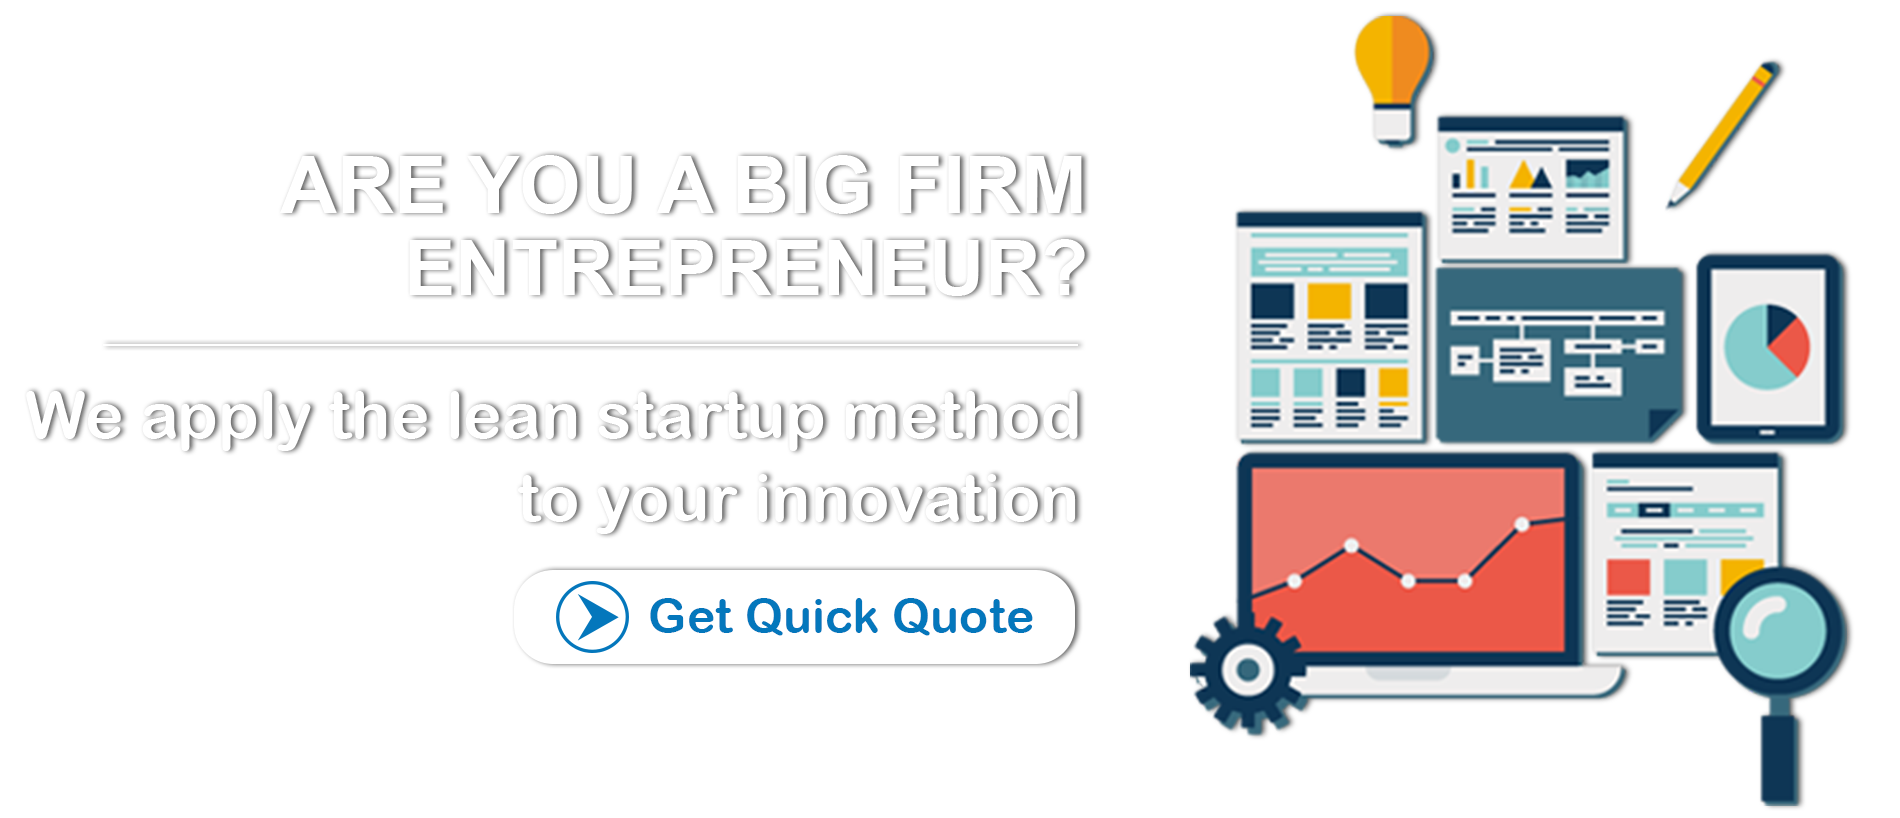 ARE YOU A BIG FIRM
ENTREPRENEUR?
We apply the lean startup method
to your innovation
Get Quick Quote